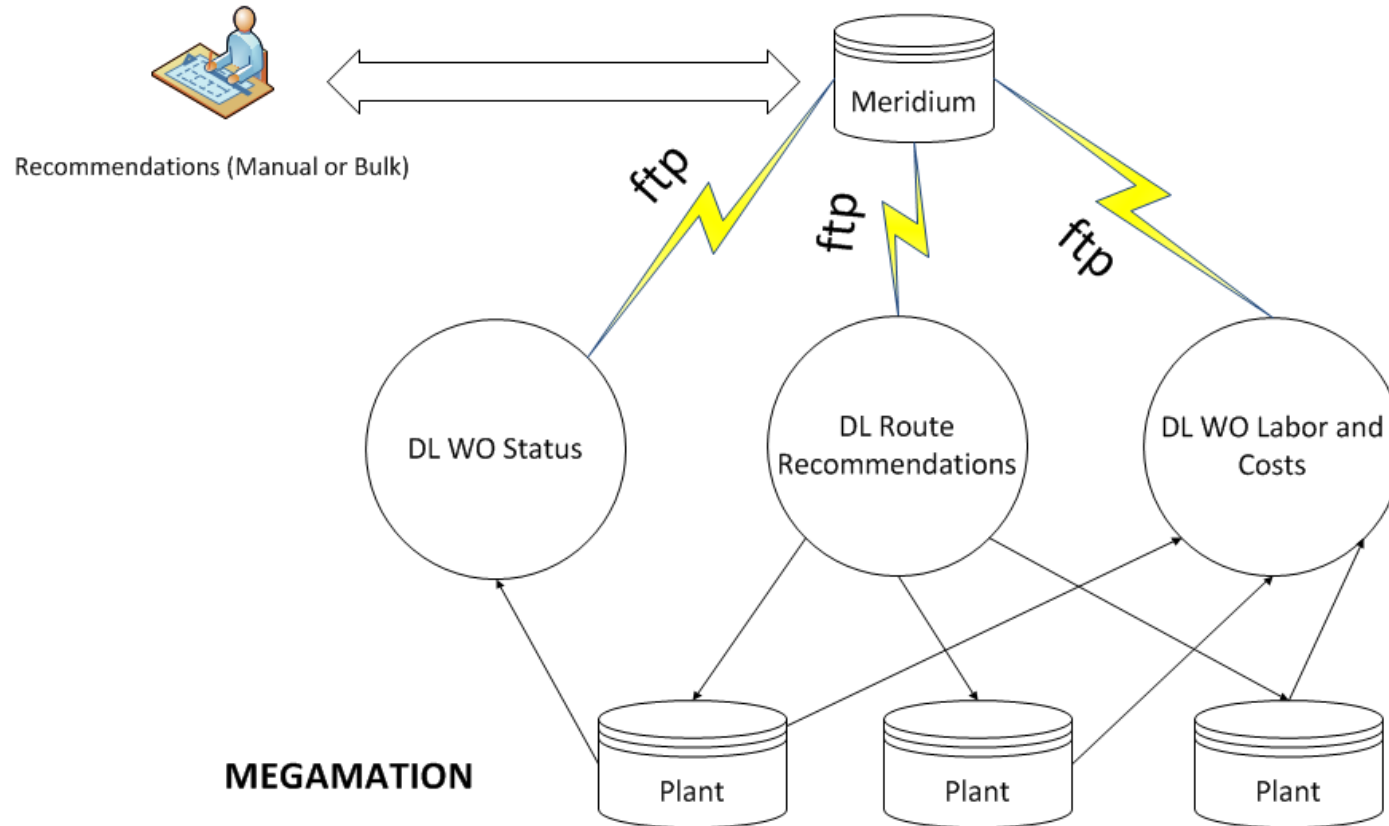 Meridium
Recommendations (Manual or Bulk)
ftp
ftp
ftp
DL WO Status
DL Route
Recommendations
DL WO Labor and
Costs
MEGAMATION
Plant
Plant
Plant